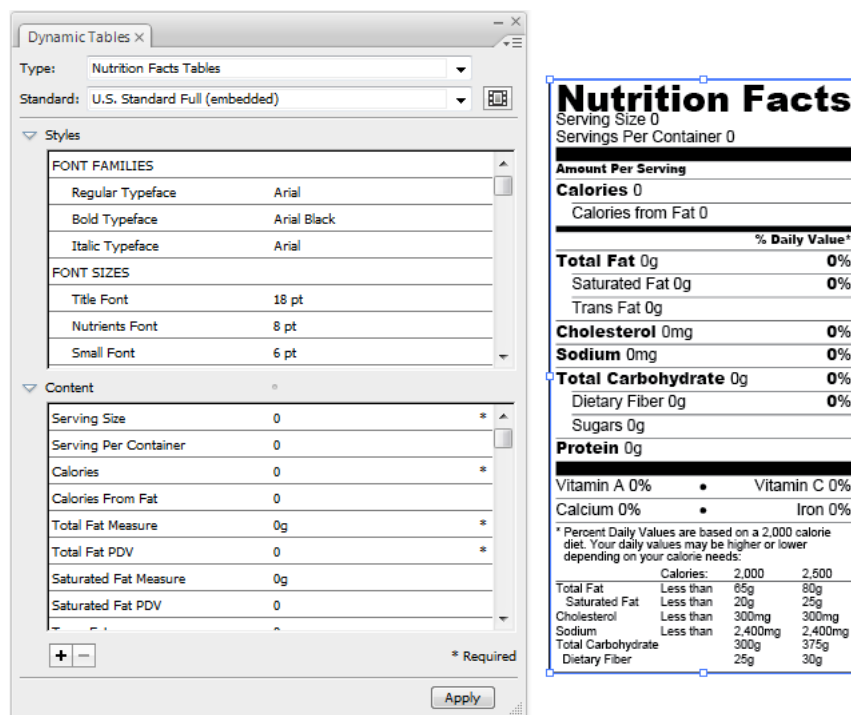 Dynamic Tables
Type: Nutrition Facts Tables
Standard: U.S. Standard Full (embedded)
Styles
FONT FAMILIES
Regular Typeface Arial
Bold Typeface Arial Black
Italic Typeface Arial
FONT SIZES
Title Font 18 pt
Nutrients Font 8 pt
Small Font 6 pt
Content
Serving Size 0 *
Serving Per Container 0
Calories 0 *
Calories From Fat 0
Total Fat Measure 0g *
Total Fat PDV 0 *
Saturated Fat Measure 0g
Saturated Fat PDV 0
* Required
Apply
Nutrition Facts
Serving Size 0
Servings Per Container 0
Amount Per Serving
Calories 0
Calories from Fat 0
% Daily Value*
Total Fat 0g 0%
Saturated Fat 0g 0%
Trans Fat 0g
Cholesterol 0mg 0%
Sodium 0mg 0%
Total Carbohydrate 0g 0%
Dietary Fiber 0g 0%
Sugars 0g
Protein 0g
Vitamin A 0% • Vitamin C 0%
Calcium 0% • Iron 0%
* Percent Daily Values are based on a 2,000 calorie
diet. Your daily values may be higher or lower
depending on your calorie needs:
Calories: 2,000 2,500
Total Fat Less than 65g 80g
Saturated Fat Less than 20g 25g
Cholesterol Less than 300mg 300mg
Sodium Less than 2,400mg 2,400mg
Total Carbohydrate 300g 375g
Dietary Fiber 25g 30g